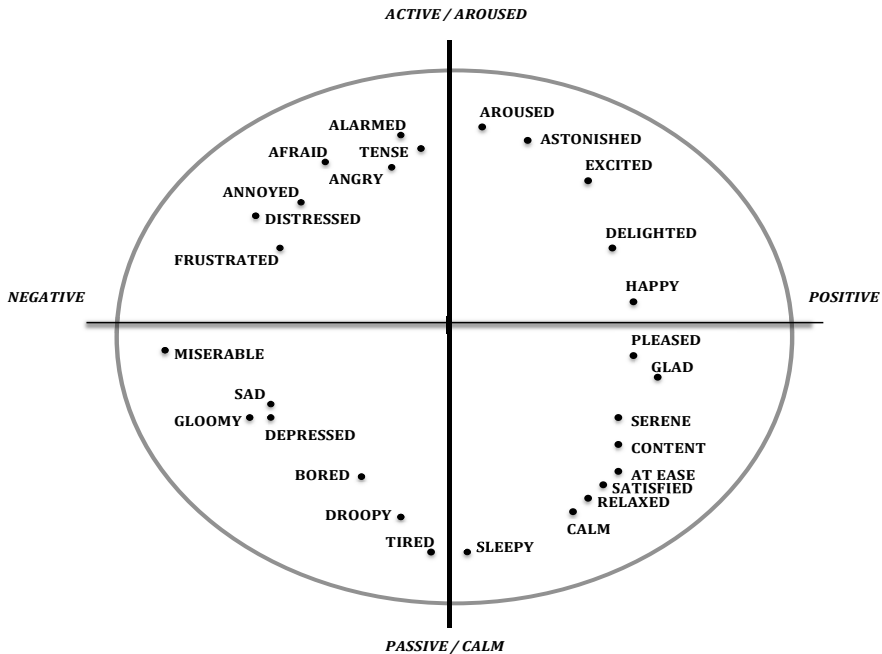 ACTIVE / AROUSED
AROUSED
ALARMED
ASTONISHED
AFRAID
TENSE
EXCITED
ANGRY
ANNOYED
DISTRESSED
DELIGHTED
FRUSTRATED
HAPPY
NEGATIVE
POSITIVE
PLEASED
MISERABLE
GLAD
SAD
GLOOMY
SERENE
DEPRESSED
CONTENT
BORED
AT EASE
SATISFIED
RELAXED
DROOPY
CALM
TIRED
SLEEPY
PASSIVE / CALM